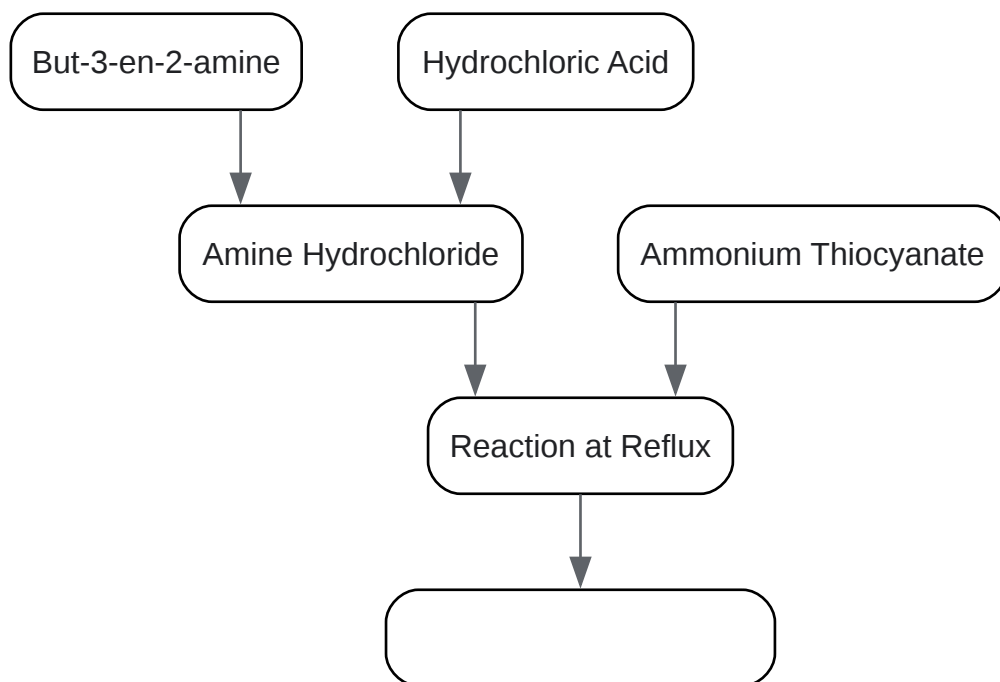 But-3-en-2-amine
Hydrochloric Acid
Amine Hydrochloride
Ammonium Thiocyanate
Reaction at Reflux